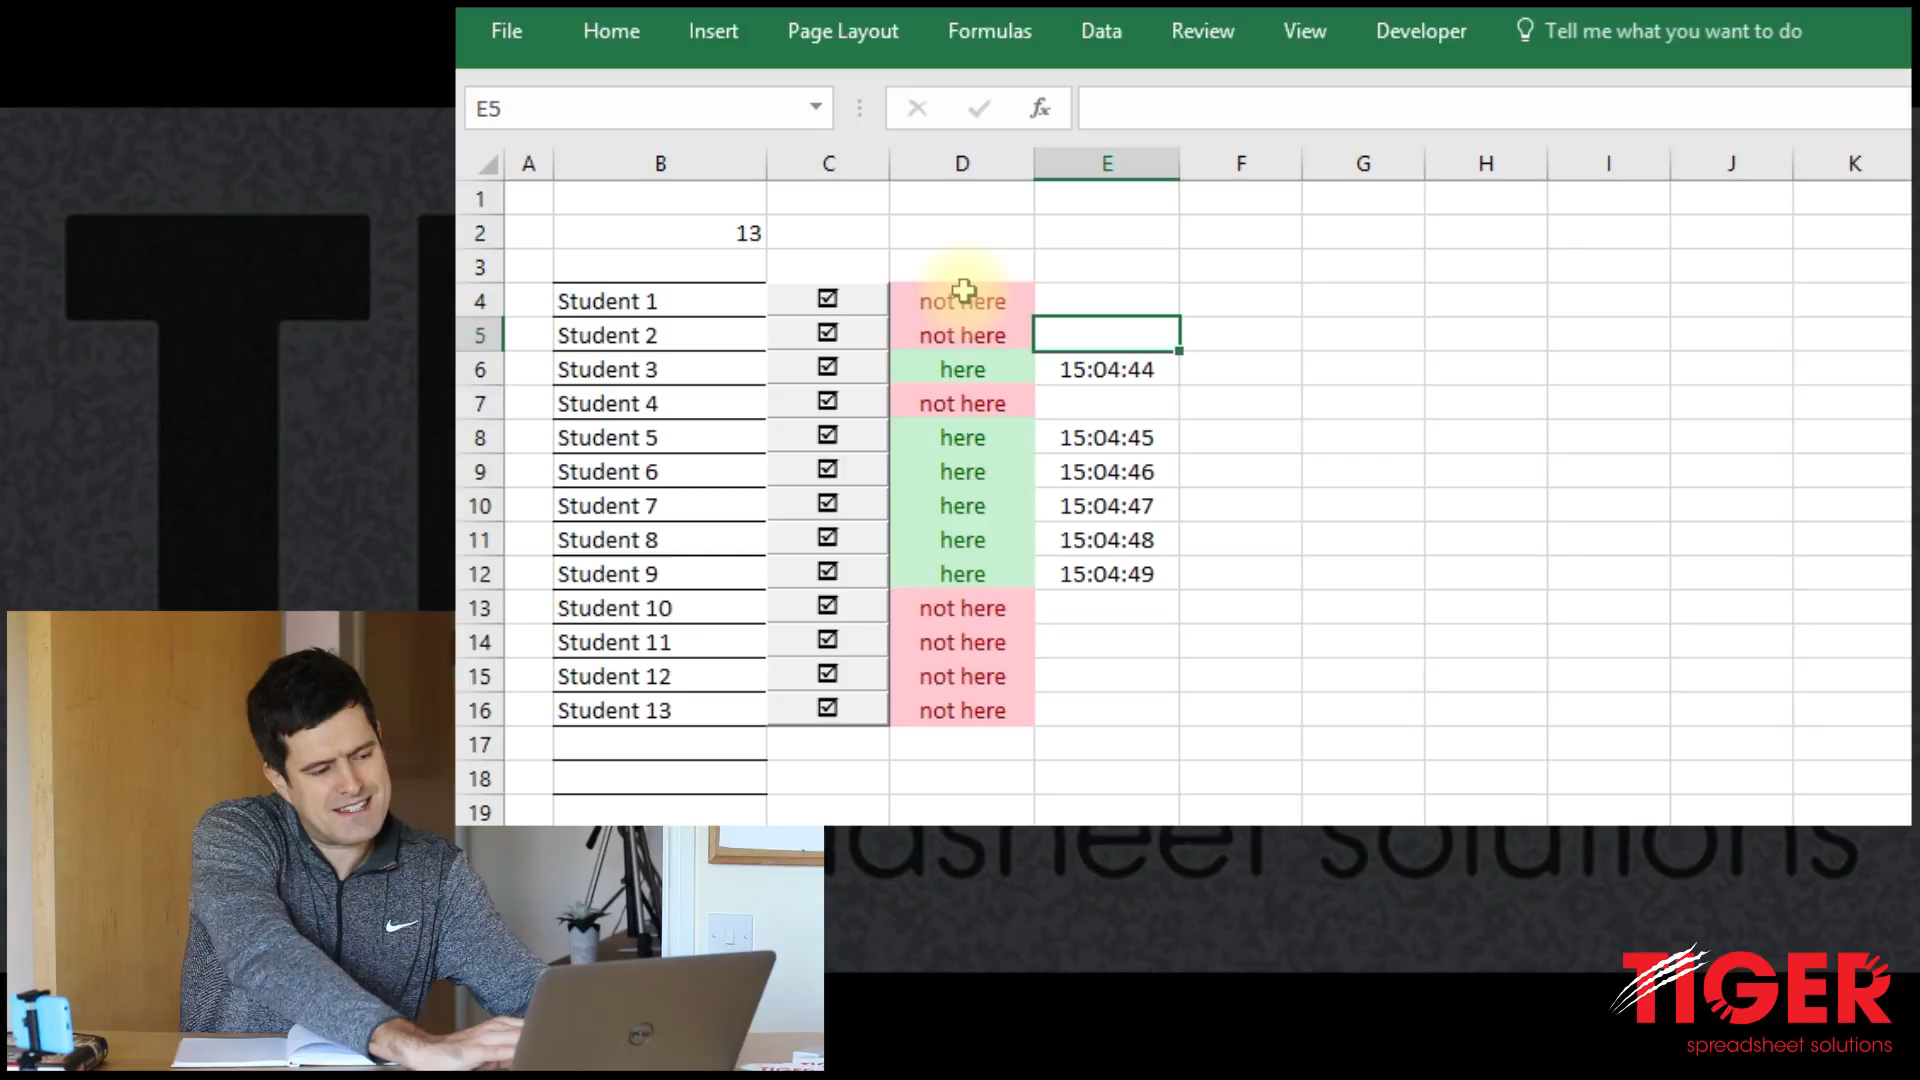 File Home Insert Page Layout Formulas Data Review View Developer Tell me what you want to do
E5 fx
A B C D E F G H I J K
1
2 13
3
4 Student 1 not here
5 Student 2 not here
6 Student 3 here 15:04:44
7 Student 4 not here
8 Student 5 here 15:04:45
9 Student 6 here 15:04:46
10 Student 7 here 15:04:47
11 Student 8 here 15:04:48
12 Student 9 here 15:04:49
13 Student 10 not here
14 Student 11 not here
15 Student 12 not here
16 Student 13 not here
17
18
19
solutions
TIGER
spreadsheet solutions